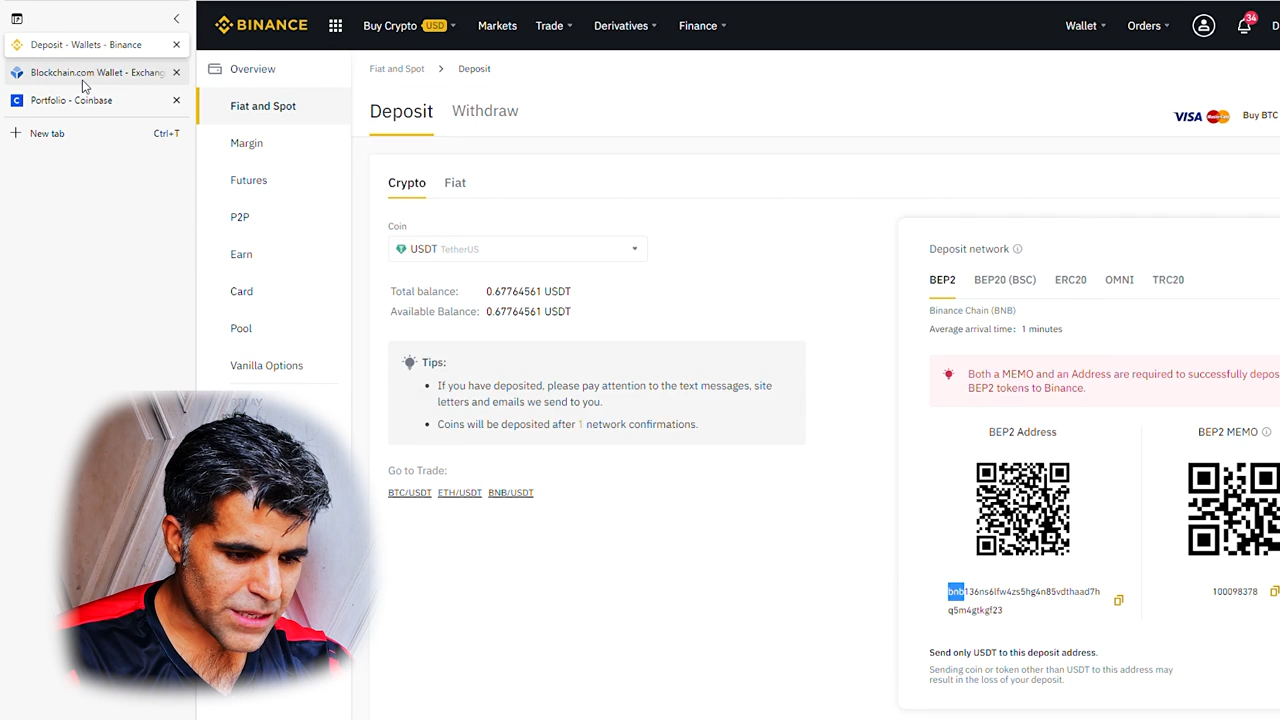 Deposit - Wallets - Binance
Blockchain.com Wallet - Exchang
Portfolio - Coinbase
New tab Ctrl+T
BINANCE
Buy Crypto USD
Markets
Trade
Derivatives
Finance
Wallet
Orders
34
D
Overview
Fiat and Spot
Margin
Futures
P2P
Earn
Card
Pool
Vanilla Options
Fiat and Spot > Deposit
Deposit Withdraw
VISA MasterCard Buy BTC
Crypto Fiat
Coin
USDT TetherUS
Total balance: 0.67764561 USDT
Available Balance: 0.67764561 USDT
Tips:
• If you have deposited, please pay attention to the text messages, site
letters and emails we send to you.
• Coins will be deposited after 1 network confirmations.
Go to Trade:
BTC/USDT ETH/USDT BNB/USDT
Deposit network
BEP2 BEP20 (BSC) ERC20 OMNI TRC20
Binance Chain (BNB)
Average arrival time: 1 minutes
Both a MEMO and an Address are required to successfully depos
BEP2 tokens to Binance.
BEP2 Address
BEP2 MEMO
bnb136ns6lfw4zs5hg4n85vdthaad7h
q5m4gtkgf23
100098378
Send only USDT to this deposit address.
Sending coin or token other than USDT to this address may
result in the loss of your deposit.